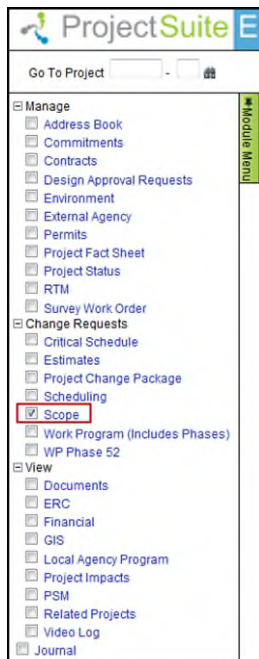 ProjectSuite E
Go To Project -
Module Menu
Manage
Address Book
Commitments
Contracts
Design Approval Requests
Environment
External Agency
Permits
Project Fact Sheet
Project Status
RTM
Survey Work Order
Change Requests
Critical Schedule
Estimates
Project Change Package
Scheduling
Scope
Work Program (Includes Phases)
WP Phase 52
View
Documents
ERC
Financial
GIS
Local Agency Program
Project Impacts
PSM
Related Projects
Video Log
Journal